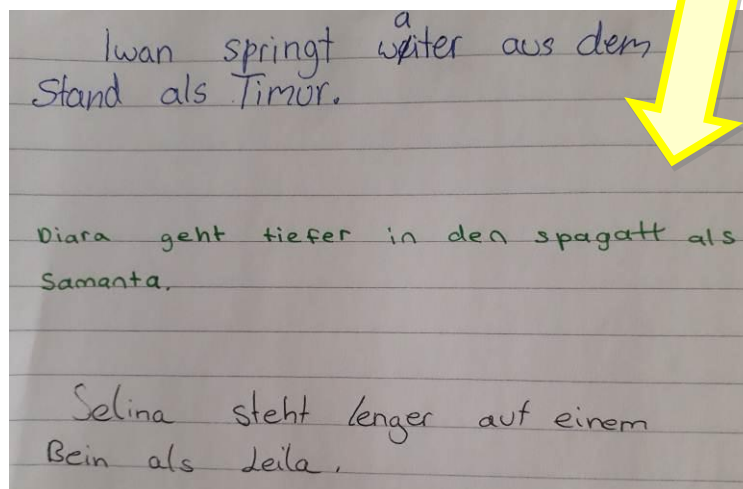 Iwan springt waiter aus dem
Stand als Timur.
Diara geht tiefer in den spagatt als
Samanta.
Selina steht lenger auf einem
Bein als Leila.